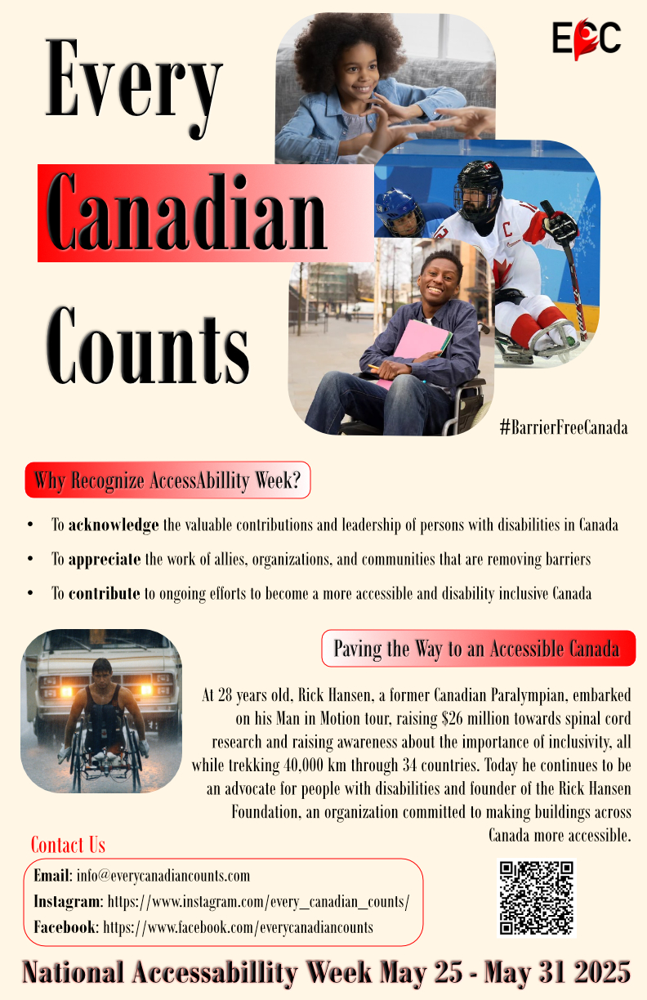 Every
ECC
Canadian
Counts
C
#BarrierFreeCanada
Why Recognize AccessAbillity Week?
• To acknowledge the valuable contributions and leadership of persons with disabilities in Canada
• To appreciate the work of allies, organizations, and communities that are removing barriers
• To contribute to ongoing efforts to become a more accessible and disability inclusive Canada
Paving the Way to an Accessible Canada
At 28 years old, Rick Hansen, a former Canadian Paralympian, embarked
on his Man in Motion tour, raising $26 million towards spinal cord
research and raising awareness about the importance of inclusivity, all
while trekking 40,000 km through 34 countries. Today he continues to be
an advocate for people with disabilities and founder of the Rick Hansen
Foundation, an organization committed to making buildings across
Canada more accessible.
Contact Us
Email: info@everycanadiancounts.com
Instagram: https://www.instagram.com/every_canadian_counts/
Facebook: https://www.facebook.com/everycanadiancounts
National Accessabillity Week May 25 - May 31 2025